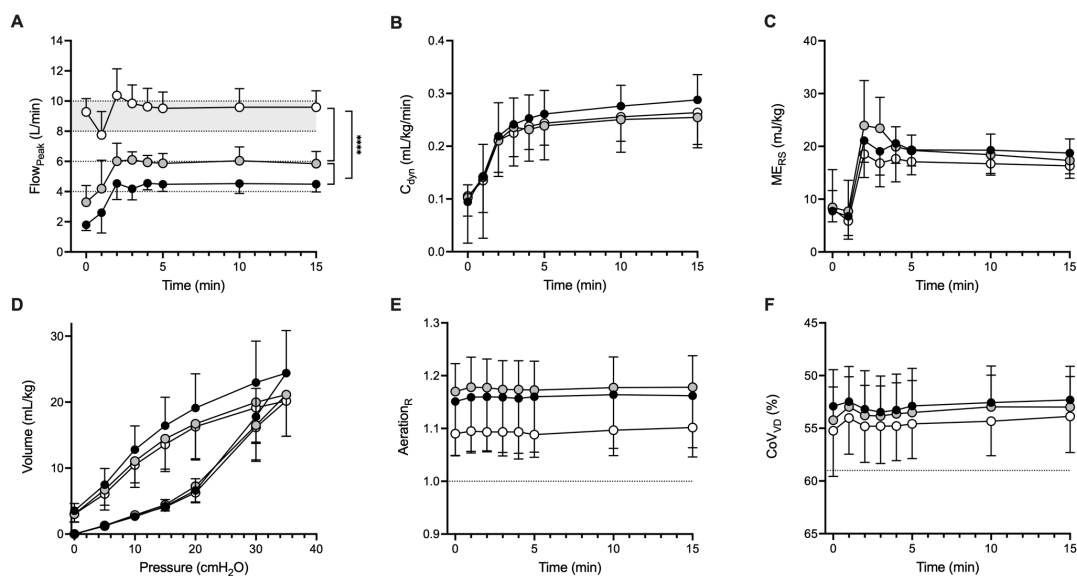 A
Flow_Peak (L/min)
14
12
10
8
6
4
2
0
****
0 5 10 15
Time (min)
B
C_dyn (mL/kg/min)
0.4
0.3
0.2
0.1
0.0
0 5 10 15
Time (min)
C
ME_RS (mJ/kg)
40
30
20
10
0
0 5 10 15
Time (min)
D
Volume (mL/kg)
40
30
20
10
0
0 10 20 30 40
Pressure (cmH2O)
E
Aeration_R
1.3
1.2
1.1
1.0
0.9
0 5 10 15
Time (min)
F
CoV_VD (%)
45
50
55
60
65
0 5 10 15
Time (min)